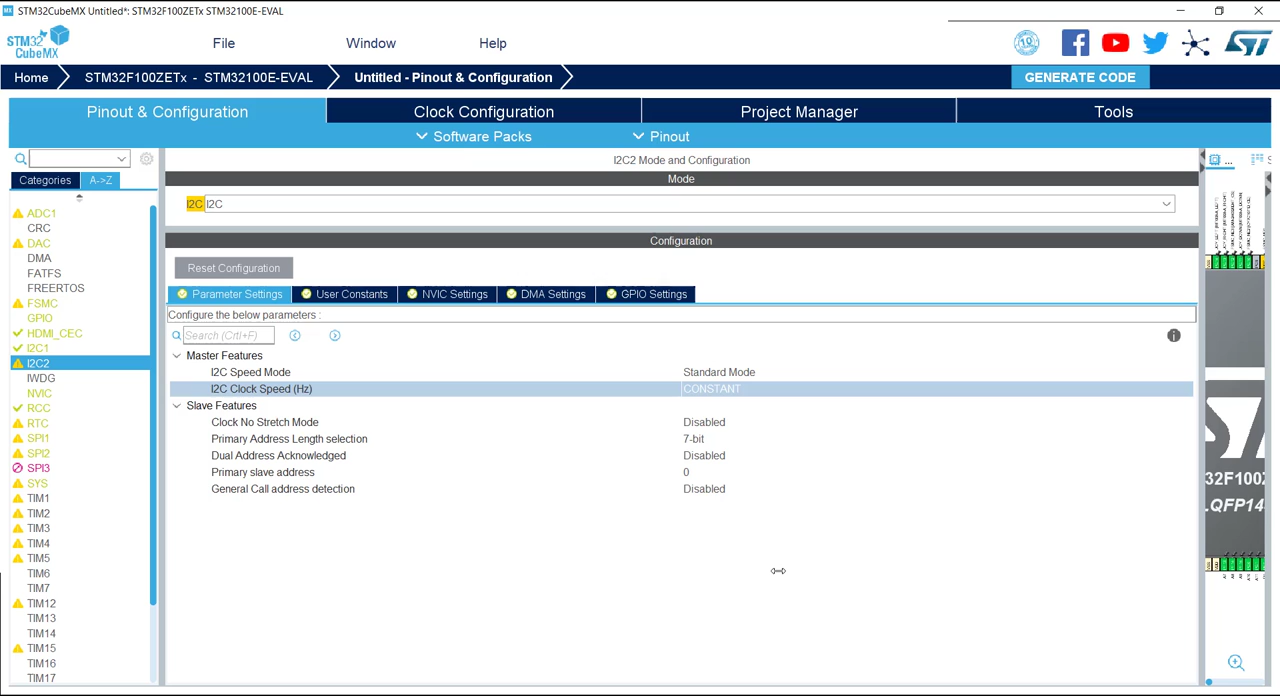 MX STM32CubeMX Untitled*: STM32F100ZETx STM32100E-EVAL
STM32
CubeMX
File
Window
Help
10
Home
STM32F100ZETx - STM32100E-EVAL
Untitled - Pinout & Configuration
GENERATE CODE
Pinout & Configuration
Clock Configuration
Project Manager
Tools
Software Packs
Pinout
I2C2 Mode and Configuration
...
S
Categories
A->Z
Mode
ADC1
CRC
DAC
DMA
FATFS
FREERTOS
FSMC
GPIO
HDMI_CEC
I2C1
I2C2
IWDG
NVIC
RCC
RTC
SPI1
SPI2
SPI3
SYS
TIM1
TIM2
TIM3
TIM4
TIM5
TIM6
TIM7
TIM12
TIM13
TIM14
TIM15
TIM16
TIM17
I2C I2C
Configuration
Reset Configuration
Parameter Settings
User Constants
NVIC Settings
DMA Settings
GPIO Settings
Configure the below parameters :
Search (Crtl+F)
Master Features
I2C Speed Mode Standard Mode
I2C Clock Speed (Hz) CONSTANT
Slave Features
Clock No Stretch Mode Disabled
Primary Address Length selection 7-bit
Dual Address Acknowledged Disabled
Primary slave address 0
General Call address detection Disabled
32F100Z
.QFP14